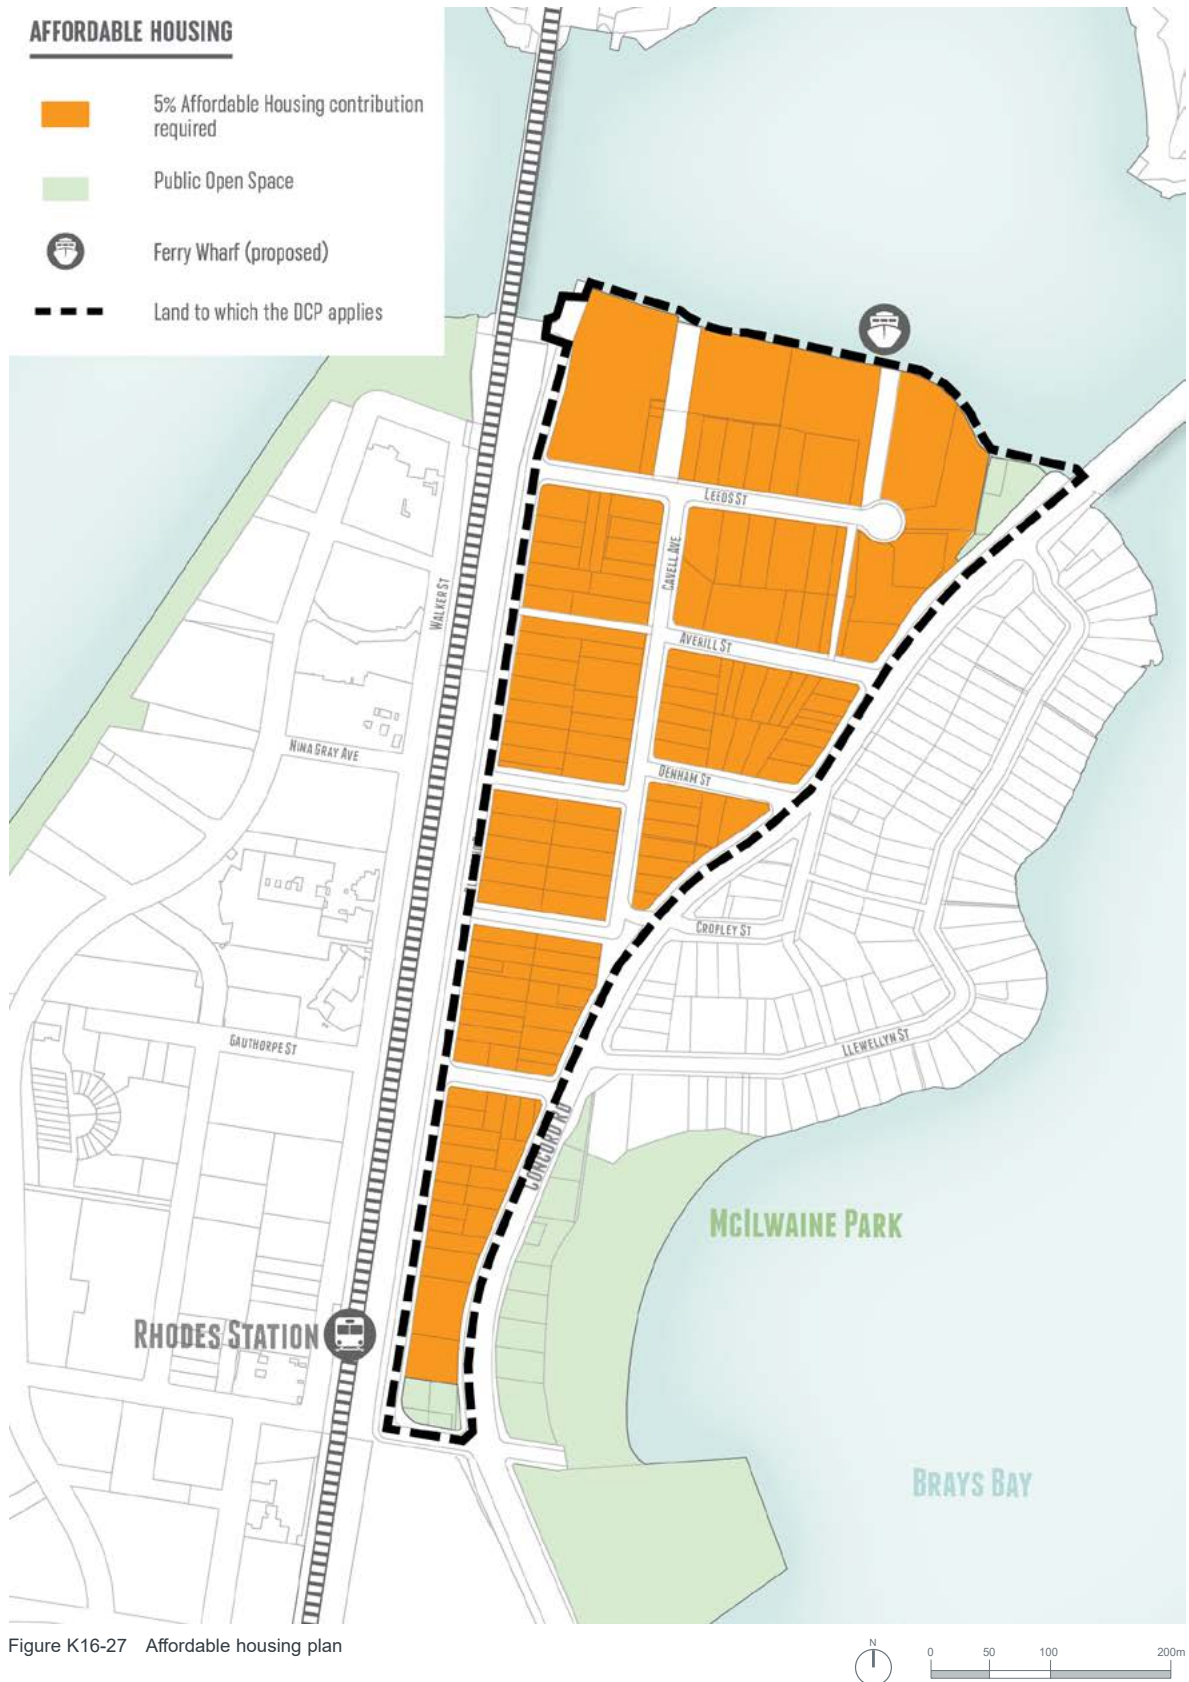 AFFORDABLE HOUSING
5% Affordable Housing contribution
required
Public Open Space
Ferry Wharf (proposed)
Land to which the DCP applies
LEEDS ST
CAVELL AVE
WALKER ST
AVERILL ST
NINA GRAY AVE
DENHAM ST
CROPLEY ST
GAUTHORPE ST
LLEWELLYN ST
CONCORD RD
MCILWAINE PARK
RHODES STATION
BRAYS BAY
Figure K16-27 Affordable housing plan
N
0 50 100 200m